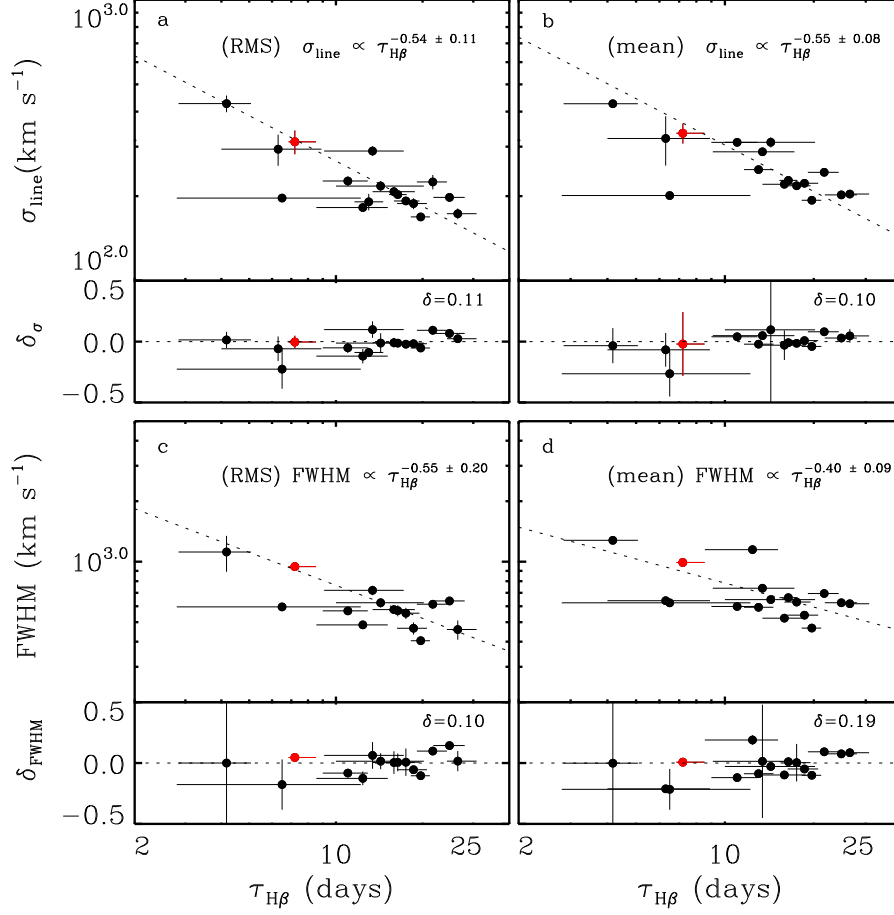 10^3.0
a
(RMS) σ_line ∝ τ_Hβ^−0.54 ± 0.11
b
(mean) σ_line ∝ τ_Hβ^−0.55 ± 0.08
σ_line(km s^−1)
10^2.0
0.5
δ=0.11
δ=0.10
δ_σ
0.0
−0.5
c
(RMS) FWHM ∝ τ_Hβ^−0.55 ± 0.20
d
(mean) FWHM ∝ τ_Hβ^−0.40 ± 0.09
FWHM (km s^−1)
10^3.0
0.5
δ=0.10
δ=0.19
δ_FWHM
0.0
−0.5
2 10 25 2 10 25
τ_Hβ (days) τ_Hβ (days)